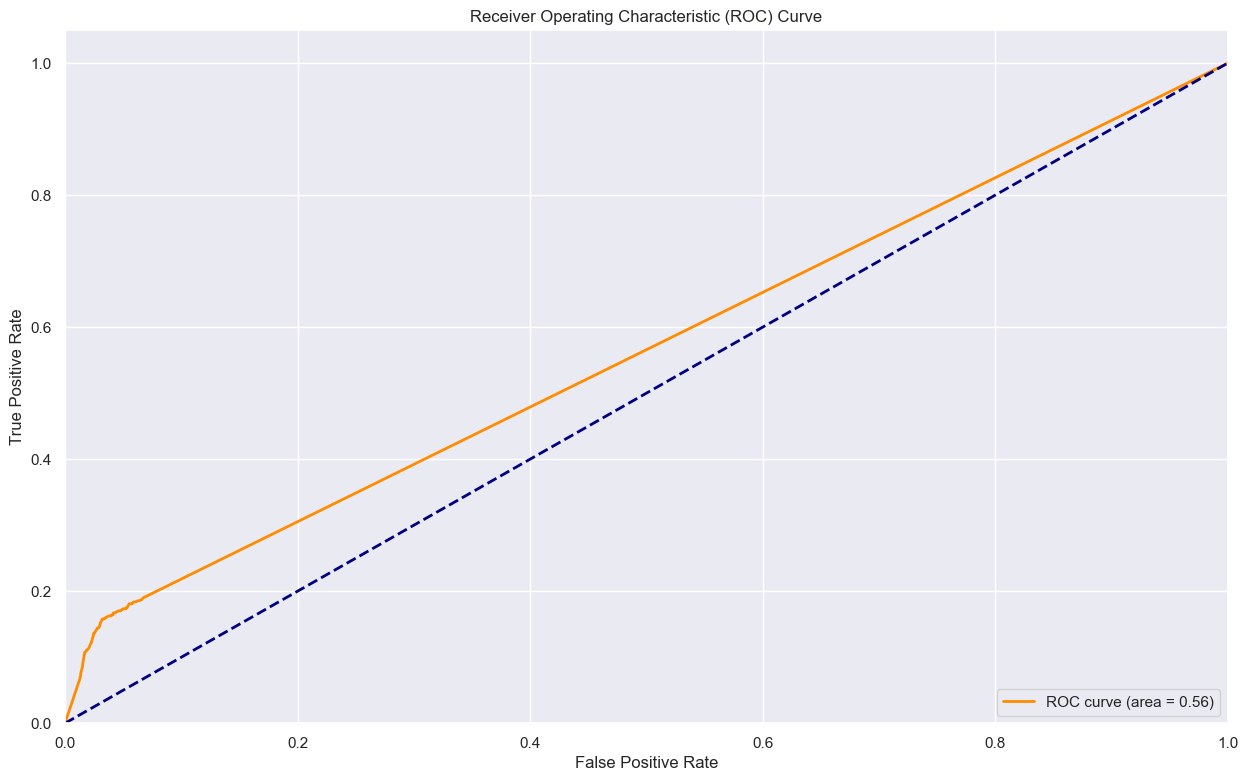 Receiver Operating Characteristic (ROC) Curve
1.0
0.8
0.6
0.4
0.2
0.0
True Positive Rate
ROC curve (area = 0.56)
0.0 0.2 0.4 0.6 0.8 1.0
False Positive Rate